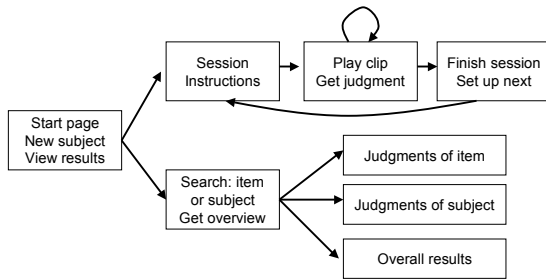 Session
Instructions
Play clip
Get judgment
Finish session
Set up next
Start page
New subject
View results
Search: item
or subject
Get overview
Judgments of item
Judgments of subject
Overall results